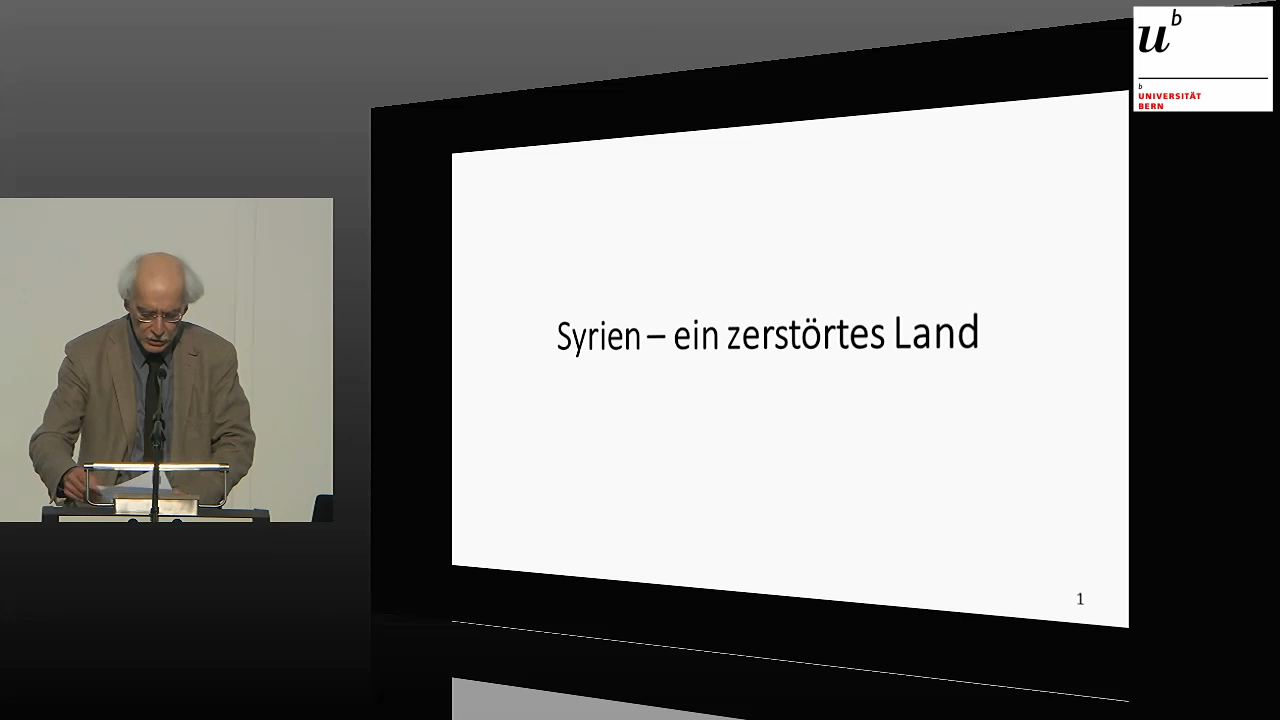 u^b
b
UNIVERSITÄT
BERN
Syrien – ein zerstörtes Land
1